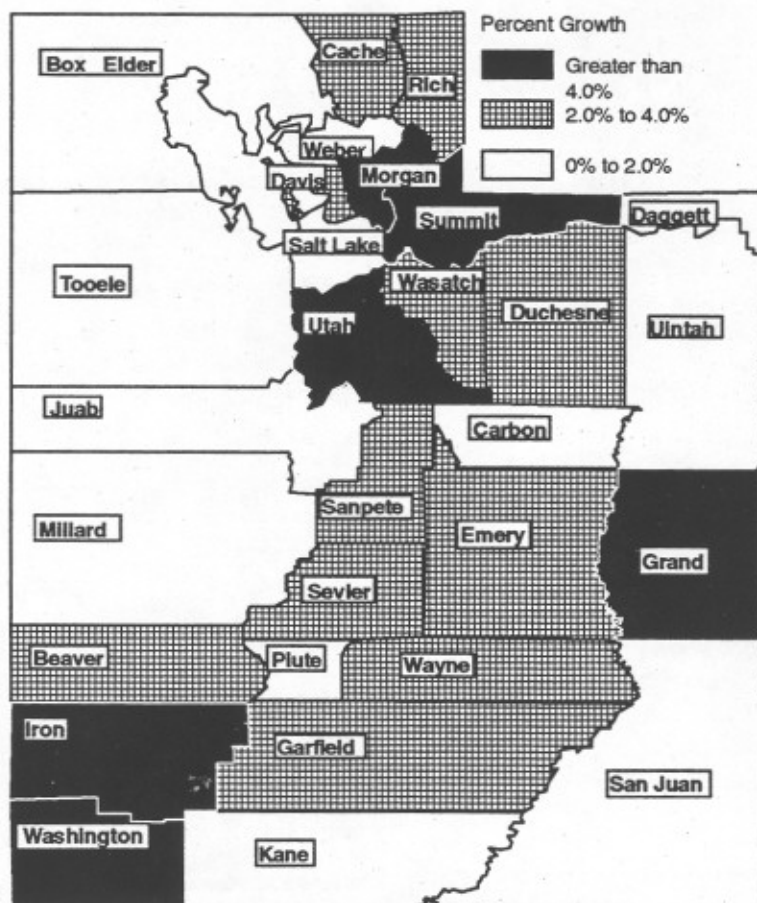 Percent Growth
Greater than
4.0%
2.0% to 4.0%
0% to 2.0%
Box Elder
Cache
Rich
Weber
Davis
Morgan
Summit
Daggett
Salt Lake
Tooele
Wasatch
Duchesne
Uintah
Utah
Juab
Carbon
Sanpete
Millard
Emery
Grand
Sevier
Beaver
Piute
Wayne
Iron
Garfield
San Juan
Washington
Kane